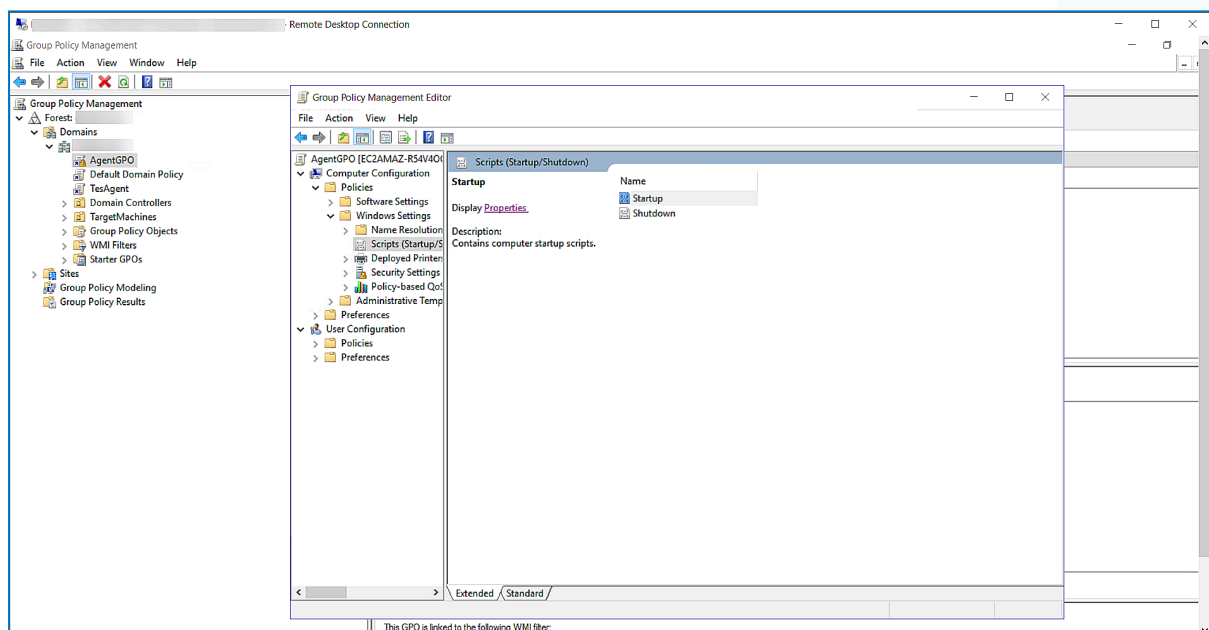 - Remote Desktop Connection
Group Policy Management
File Action View Window Help
Group Policy Management
Forest:
Domains
AgentGPO
Default Domain Policy
TesAgent
Domain Controllers
TargetMachines
Group Policy Objects
WMI Filters
Starter GPOs
Sites
Group Policy Modeling
Group Policy Results
Group Policy Management Editor
File Action View Help
AgentGPO [EC2AMAZ-R54V4O
Computer Configuration
Policies
Software Settings
Windows Settings
Name Resolution
Scripts (Startup/S
Deployed Printers
Security Settings
Policy-based QoS
Administrative Temp
Preferences
User Configuration
Policies
Preferences
Scripts (Startup/Shutdown)
Startup
Display Properties
Description:
Contains computer startup scripts.
Name
Startup
Shutdown
Extended Standard
This GPO is linked to the following WMI filter: